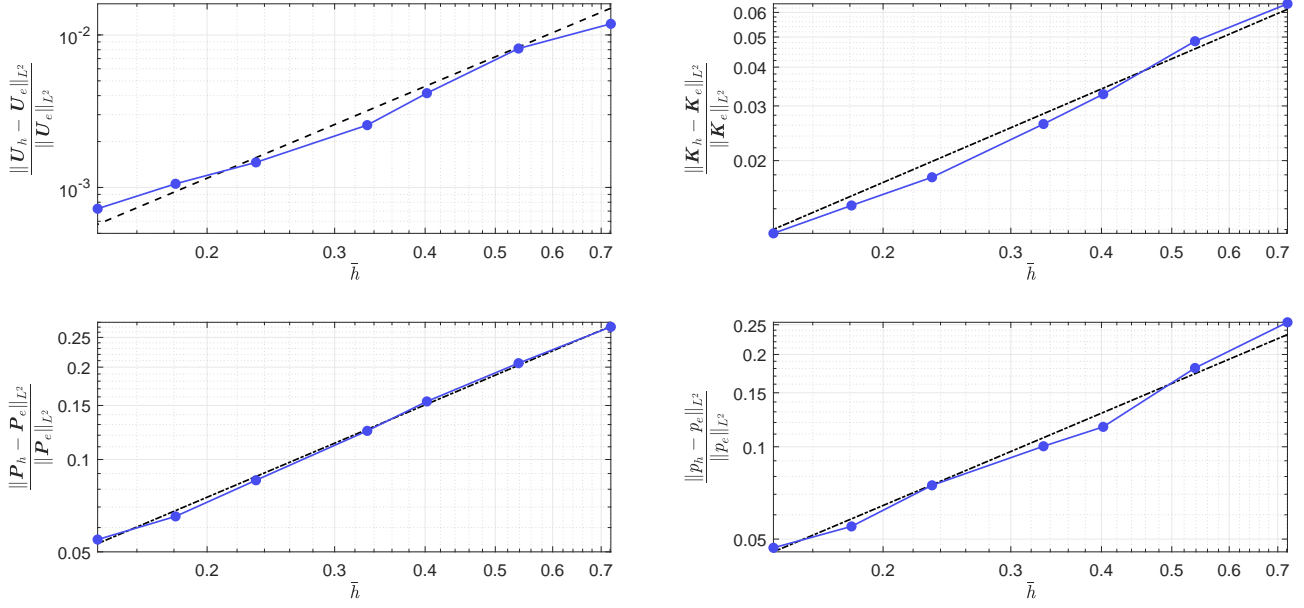 10⁻²
10⁻³
||U_h − U_e||_{L²}
||U_e||_{L²}
0.2 0.3 0.4 0.5 0.6 0.7
h̄
0.06
0.05
0.04
0.03
0.02
||K_h − K_e||_{L²}
||K_e||_{L²}
0.2 0.3 0.4 0.5 0.6 0.7
h̄
0.25
0.2
0.15
0.1
0.05
||P_h − P_e||_{L²}
||P_e||_{L²}
0.2 0.3 0.4 0.5 0.6 0.7
h̄
0.25
0.2
0.15
0.1
0.05
||p_h − p_e||_{L²}
||p_e||_{L²}
0.2 0.3 0.4 0.5 0.6 0.7
h̄